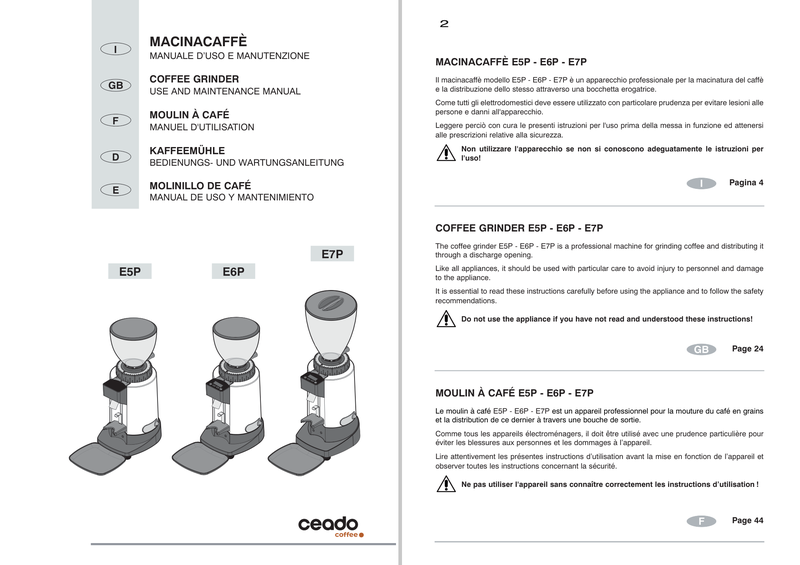 I
MACINACAFFÈ
MANUALE D'USO E MANUTENZIONE
GB
COFFEE GRINDER
USE AND MAINTENANCE MANUAL
F
MOULIN À CAFÉ
MANUEL D'UTILISATION
D
KAFFEEMÜHLE
BEDIENUNGS- UND WARTUNGSANLEITUNG
E
MOLINILLO DE CAFÉ
MANUAL DE USO Y MANTENIMIENTO
E5P
E6P
E7P
ceado
coffee
2
MACINACAFFÈ E5P - E6P - E7P
Il macinacaffè modello E5P - E6P - E7P è un apparecchio professionale per la macinatura del caffè
e la distribuzione dello stesso attraverso una bocchetta erogatrice.
Come tutti gli elettrodomestici deve essere utilizzato con particolare prudenza per evitare lesioni alle
persone e danni all'apparecchio.
Leggere perciò con cura le presenti istruzioni per l'uso prima della messa in funzione ed attenersi
alle prescrizioni relative alla sicurezza.
Non utilizzare l'apparecchio se non si conoscono adeguatamente le istruzioni per
l'uso!
I
Pagina 4
COFFEE GRINDER E5P - E6P - E7P
The coffee grinder E5P - E6P - E7P is a professional machine for grinding coffee and distributing it
through a discharge opening.
Like all appliances, it should be used with particular care to avoid injury to personnel and damage
to the appliance.
It is essential to read these instructions carefully before using the appliance and to follow the safety
recommendations.
Do not use the appliance if you have not read and understood these instructions!
GB
Page 24
MOULIN À CAFÉ E5P - E6P - E7P
Le moulin à café E5P - E6P - E7P est un appareil professionnel pour la mouture du café en grains
et la distribution de ce dernier à travers une bouche de sortie.
Comme tous les appareils électroménagers, il doit être utilisé avec une prudence particulière pour
éviter les blessures aux personnes et les dommages à l'appareil.
Lire attentivement les présentes instructions d'utilisation avant la mise en fonction de l'appareil et
observer toutes les instructions concernant la sécurité.
Ne pas utiliser l'appareil sans connaître correctement les instructions d'utilisation !
F
Page 44